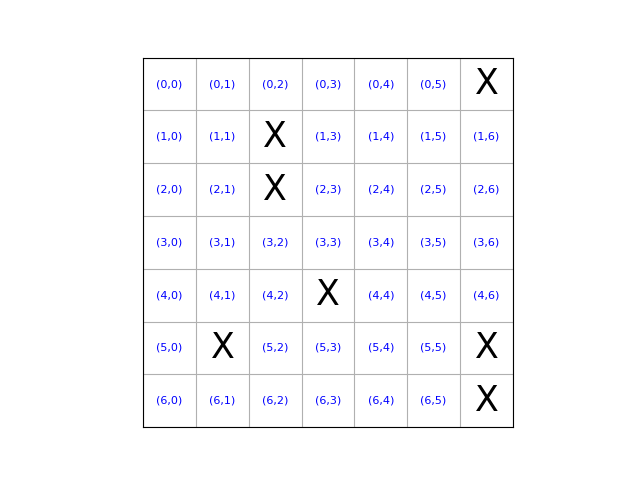 (0,0) (0,1) (0,2) (0,3) (0,4) (0,5) X
(1,0) (1,1) X (1,3) (1,4) (1,5) (1,6)
(2,0) (2,1) X (2,3) (2,4) (2,5) (2,6)
(3,0) (3,1) (3,2) (3,3) (3,4) (3,5) (3,6)
(4,0) (4,1) (4,2) X (4,4) (4,5) (4,6)
(5,0) X (5,2) (5,3) (5,4) (5,5) X
(6,0) (6,1) (6,2) (6,3) (6,4) (6,5) X